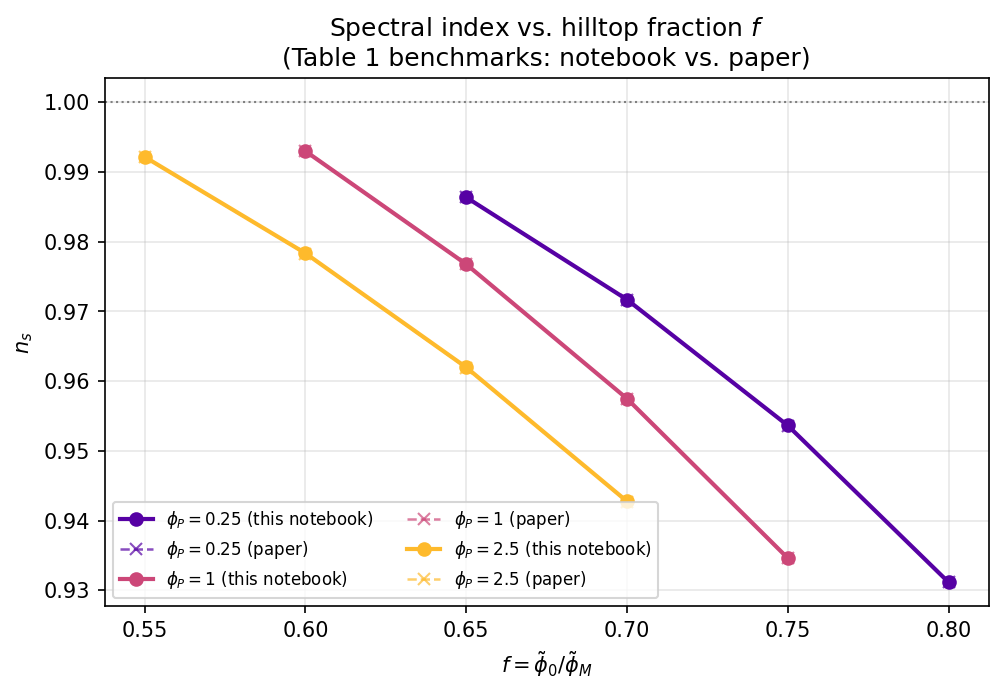 Spectral index vs. hilltop fraction f
(Table 1 benchmarks: notebook vs. paper)
n_s
1.00
0.99
0.98
0.97
0.96
0.95
0.94
0.93
ϕ_P = 0.25 (this notebook)
ϕ_P = 0.25 (paper)
ϕ_P = 1 (this notebook)
ϕ_P = 1 (paper)
ϕ_P = 2.5 (this notebook)
ϕ_P = 2.5 (paper)
0.55 0.60 0.65 0.70 0.75 0.80
f = ϕ̃_0/ϕ̃_M